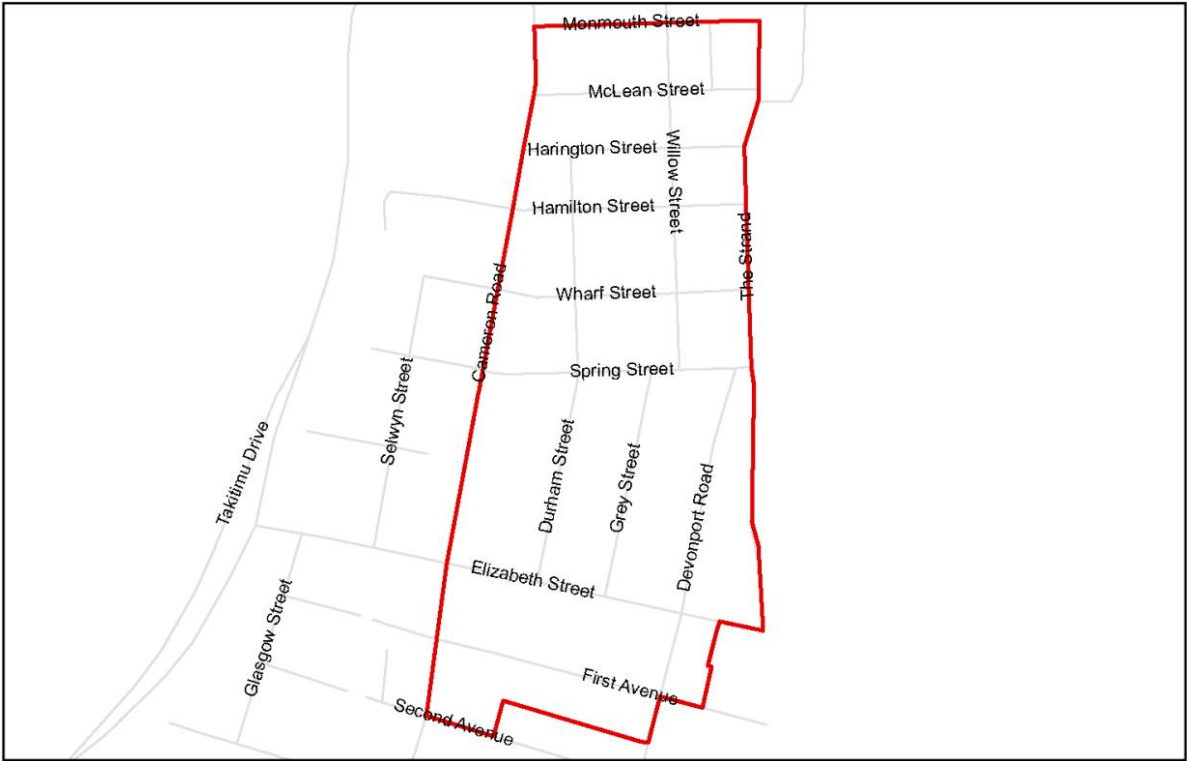 Monmouth Street
McLean Street
Harington Street
Willow Street
Hamilton Street
The Strand
Cameron Road
Wharf Street
Spring Street
Selwyn Street
Takitimu Drive
Durham Street
Grey Street
Devonport Road
Elizabeth Street
Glasgow Street
First Avenue
Second Avenue